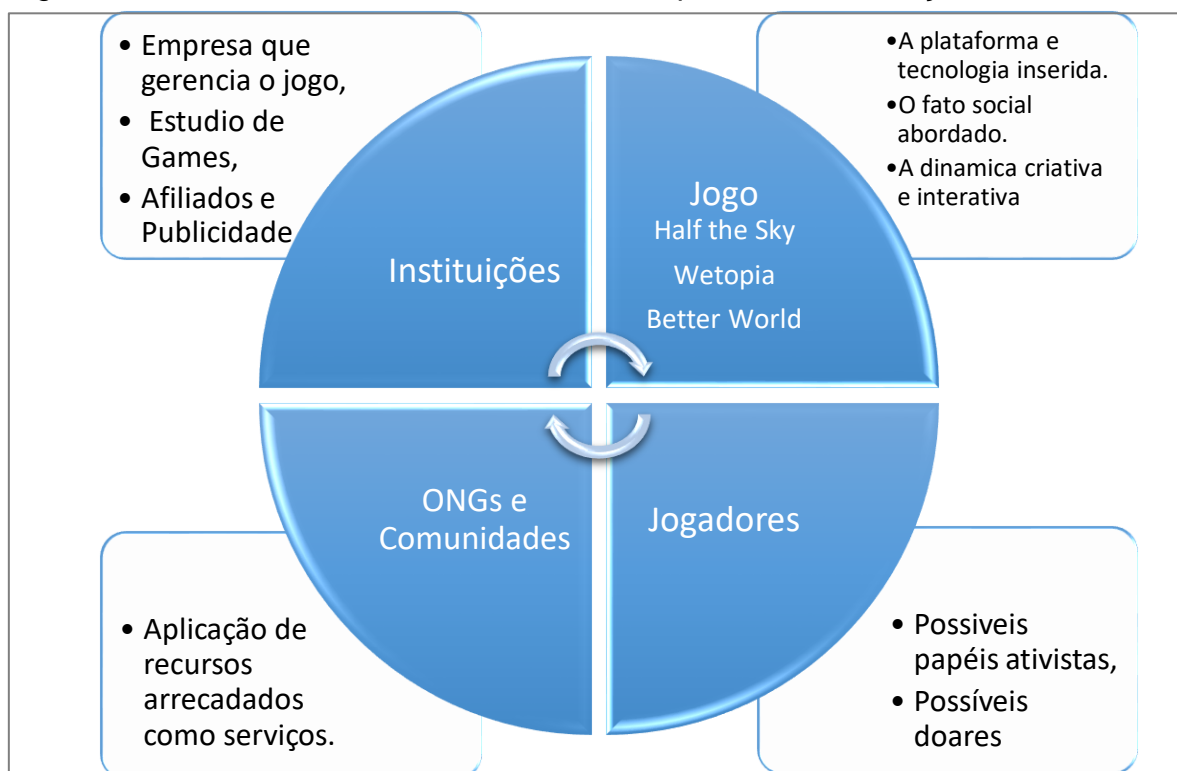 • Empresa que
gerencia o jogo,
• Estudio de
Games,
• Afiliados e
Publicidade
Instituições
•A plataforma e
tecnologia inserida.
•O fato social
abordado.
•A dinamica criativa
e interativa
Jogo
Half the Sky
Wetopia
Better World
ONGs e
Comunidades
• Aplicação de
recursos
arrecadados
como serviços.
Jogadores
• Possiveis
papéis ativistas,
• Possíveis
doares